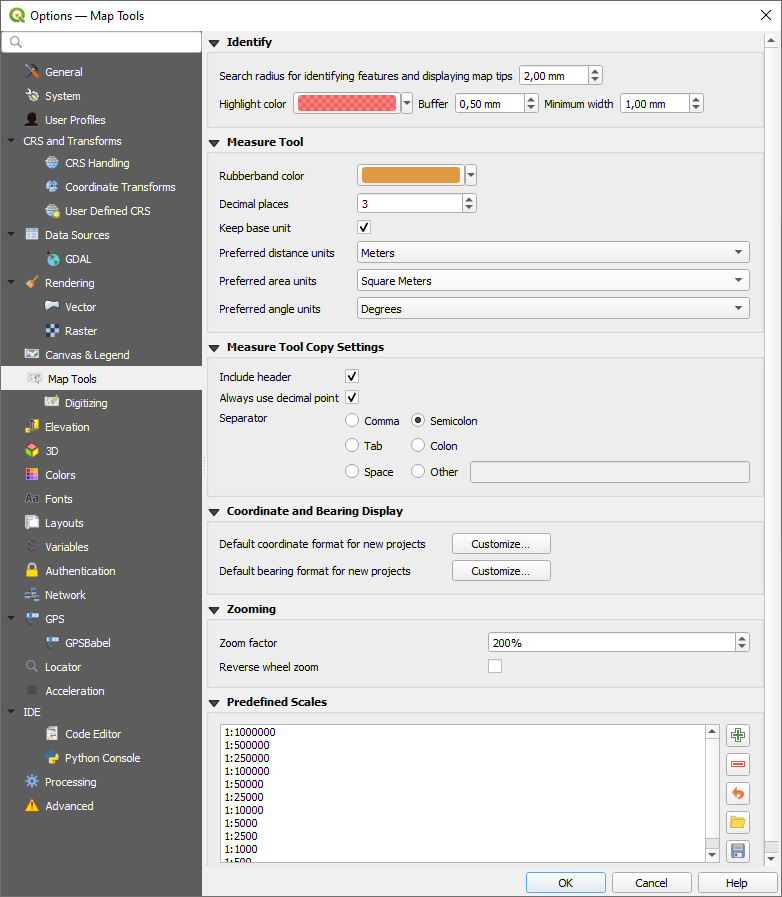 Options — Map Tools
General
System
User Profiles
CRS and Transforms
CRS Handling
Coordinate Transforms
User Defined CRS
Data Sources
GDAL
Rendering
Vector
Raster
Canvas & Legend
Map Tools
Digitizing
Elevation
3D
Colors
Aa Fonts
Layouts
Variables
Authentication
Network
GPS
GPSBabel
Locator
Acceleration
IDE
Code Editor
Python Console
Processing
Advanced
Identify
Search radius for identifying features and displaying map tips 2,00 mm
Highlight color Buffer 0,50 mm Minimum width 1,00 mm
Measure Tool
Rubberband color
Decimal places 3
Keep base unit
Preferred distance units Meters
Preferred area units Square Meters
Preferred angle units Degrees
Measure Tool Copy Settings
Include header
Always use decimal point
Separator Comma Semicolon
Tab Colon
Space Other
Coordinate and Bearing Display
Default coordinate format for new projects Customize...
Default bearing format for new projects Customize...
Zooming
Zoom factor 200%
Reverse wheel zoom
Predefined Scales
1:1000000
1:500000
1:250000
1:100000
1:50000
1:25000
1:10000
1:5000
1:2500
1:1000
1:500
OK Cancel Help